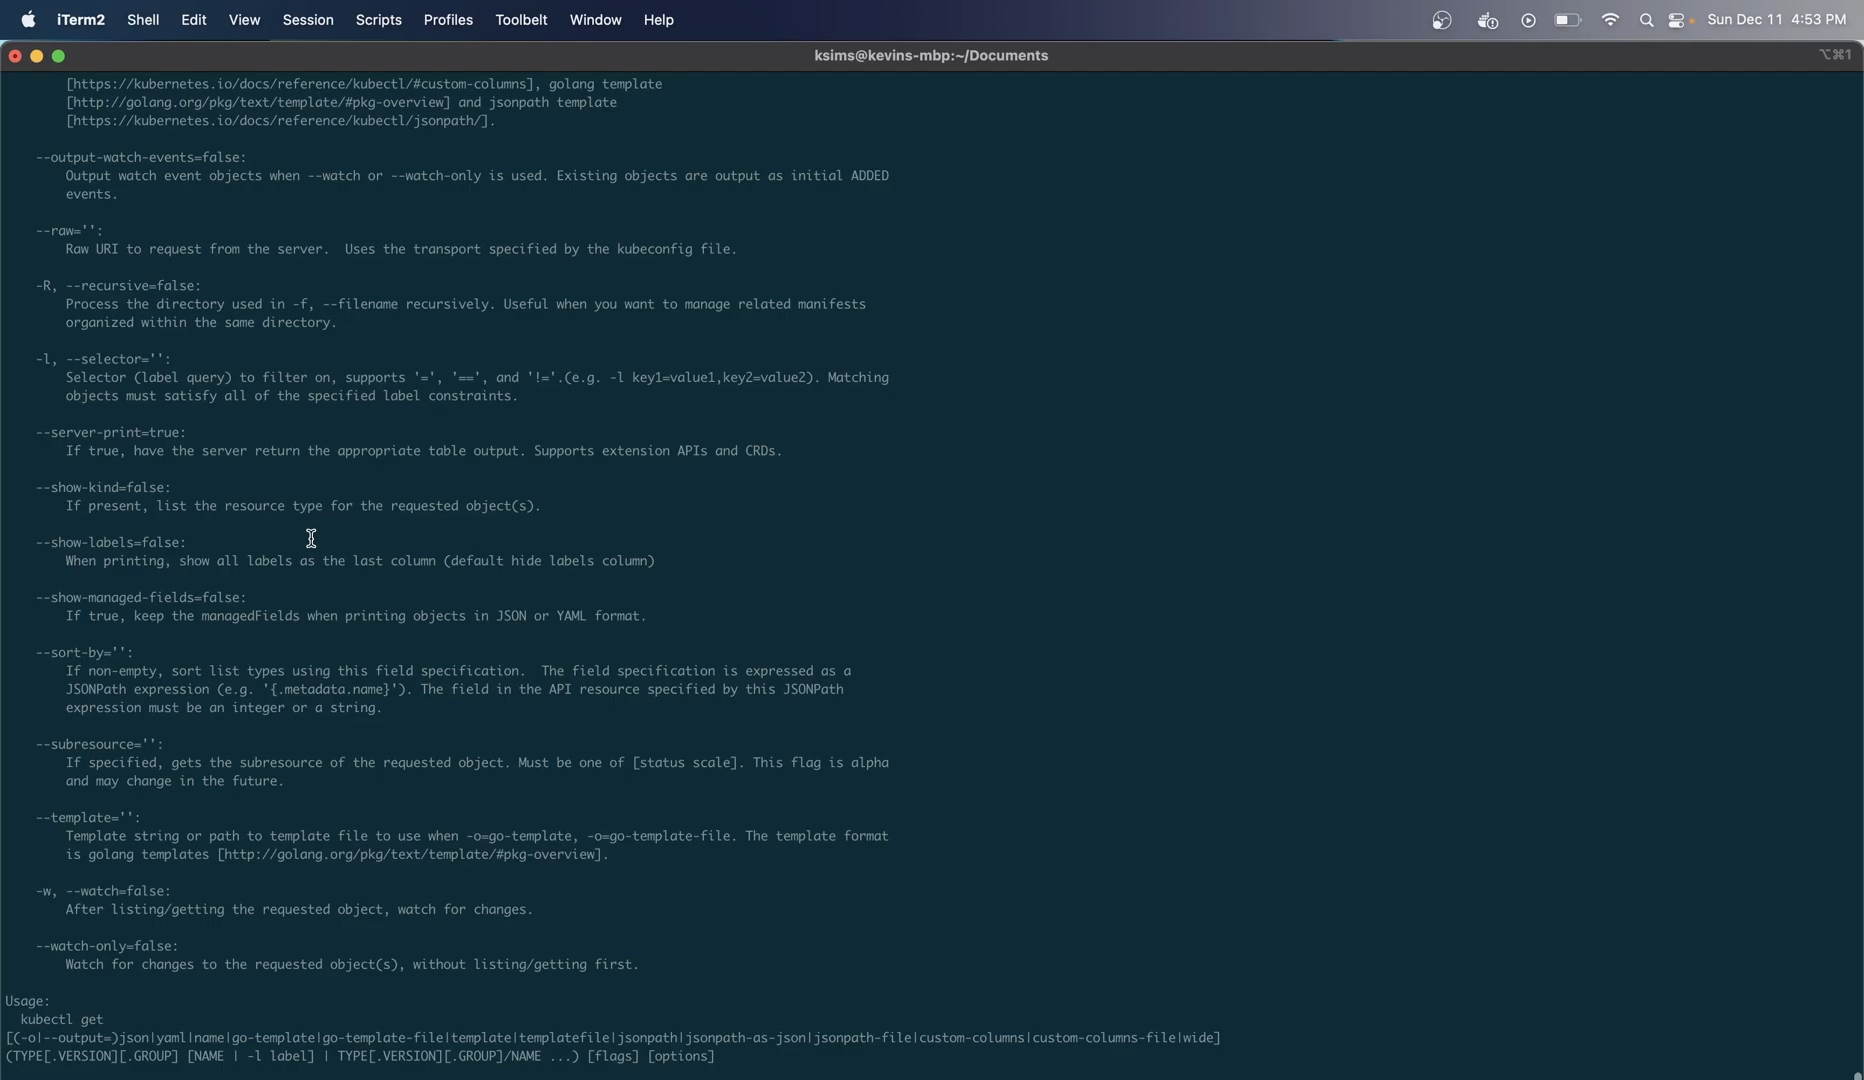 iTerm2 Shell Edit View Session Scripts Profiles Toolbelt Window Help Sun Dec 11 4:53 PM
ksims@kevins-mbp:~/Documents ⌥⌘1
[https://kubernetes.io/docs/reference/kubectl/#custom-columns], golang template
[http://golang.org/pkg/text/template/#pkg-overview] and jsonpath template
[https://kubernetes.io/docs/reference/kubectl/jsonpath/].
--output-watch-events=false:
Output watch event objects when --watch or --watch-only is used. Existing objects are output as initial ADDED
events.
--raw='':
Raw URI to request from the server.  Uses the transport specified by the kubeconfig file.
-R, --recursive=false:
Process the directory used in -f, --filename recursively. Useful when you want to manage related manifests
organized within the same directory.
-l, --selector='':
Selector (label query) to filter on, supports '=', '==', and '!='.(e.g. -l key1=value1,key2=value2). Matching
objects must satisfy all of the specified label constraints.
--server-print=true:
If true, have the server return the appropriate table output. Supports extension APIs and CRDs.
--show-kind=false:
If present, list the resource type for the requested object(s).
--show-labels=false:
When printing, show all labels as the last column (default hide labels column)
--show-managed-fields=false:
If true, keep the managedFields when printing objects in JSON or YAML format.
--sort-by='':
If non-empty, sort list types using this field specification.  The field specification is expressed as a
JSONPath expression (e.g. '{.metadata.name}'). The field in the API resource specified by this JSONPath
expression must be an integer or a string.
--subresource='':
If specified, gets the subresource of the requested object. Must be one of [status scale]. This flag is alpha
and may change in the future.
--template='':
Template string or path to template file to use when -o=go-template, -o=go-template-file. The template format
is golang templates [http://golang.org/pkg/text/template/#pkg-overview].
-w, --watch=false:
After listing/getting the requested object, watch for changes.
--watch-only=false:
Watch for changes to the requested object(s), without listing/getting first.
Usage:
kubectl get
[(-o|--output=)json|yaml|name|go-template|go-template-file|template|templatefile|jsonpath|jsonpath-as-json|jsonpath-file|custom-columns|custom-columns-file|wide]
(TYPE[.VERSION][.GROUP] [NAME | -l label] | TYPE[.VERSION][.GROUP]/NAME ...) [flags] [options]